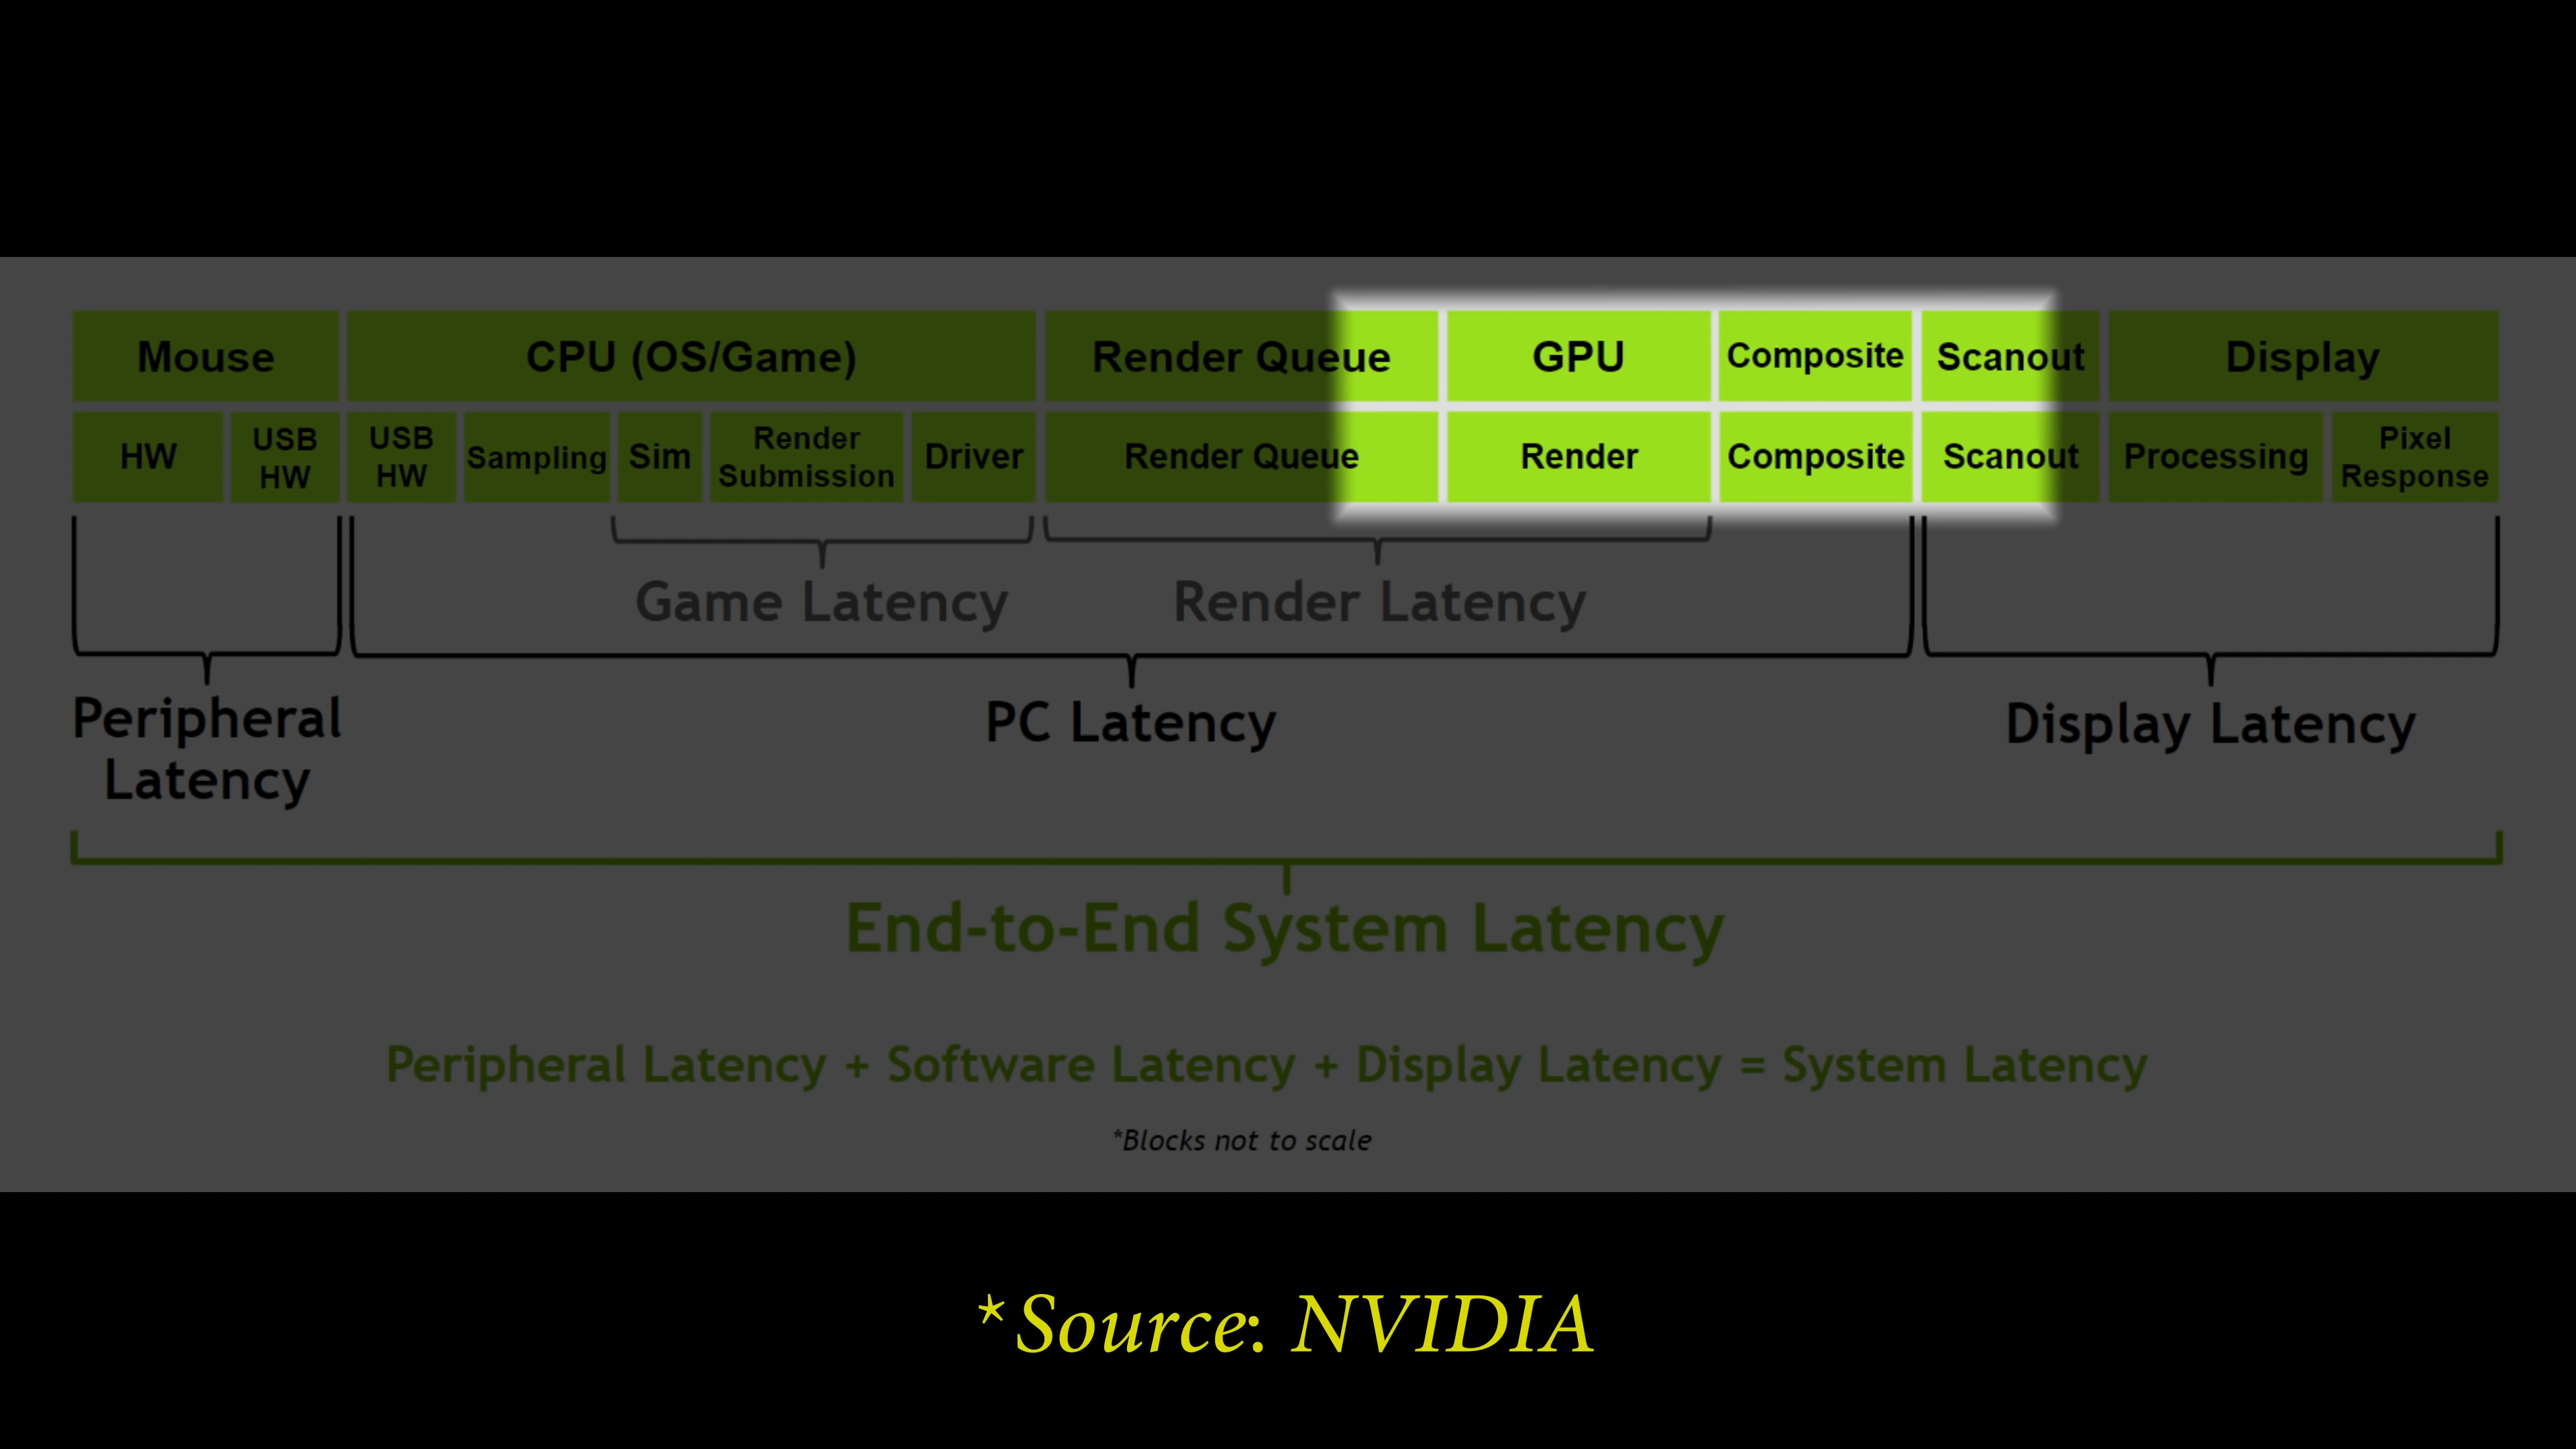 Mouse
CPU (OS/Game)
Render Queue
GPU
Composite
Scanout
Display
HW
USB
HW
USB
HW
Sampling
Sim
Render
Submission
Driver
Render Queue
Render
Composite
Scanout
Processing
Pixel
Response
Game Latency
Render Latency
Peripheral
Latency
PC Latency
Display Latency
End-to-End System Latency
Peripheral Latency + Software Latency + Display Latency = System Latency
*Blocks not to scale
*Source: NVIDIA